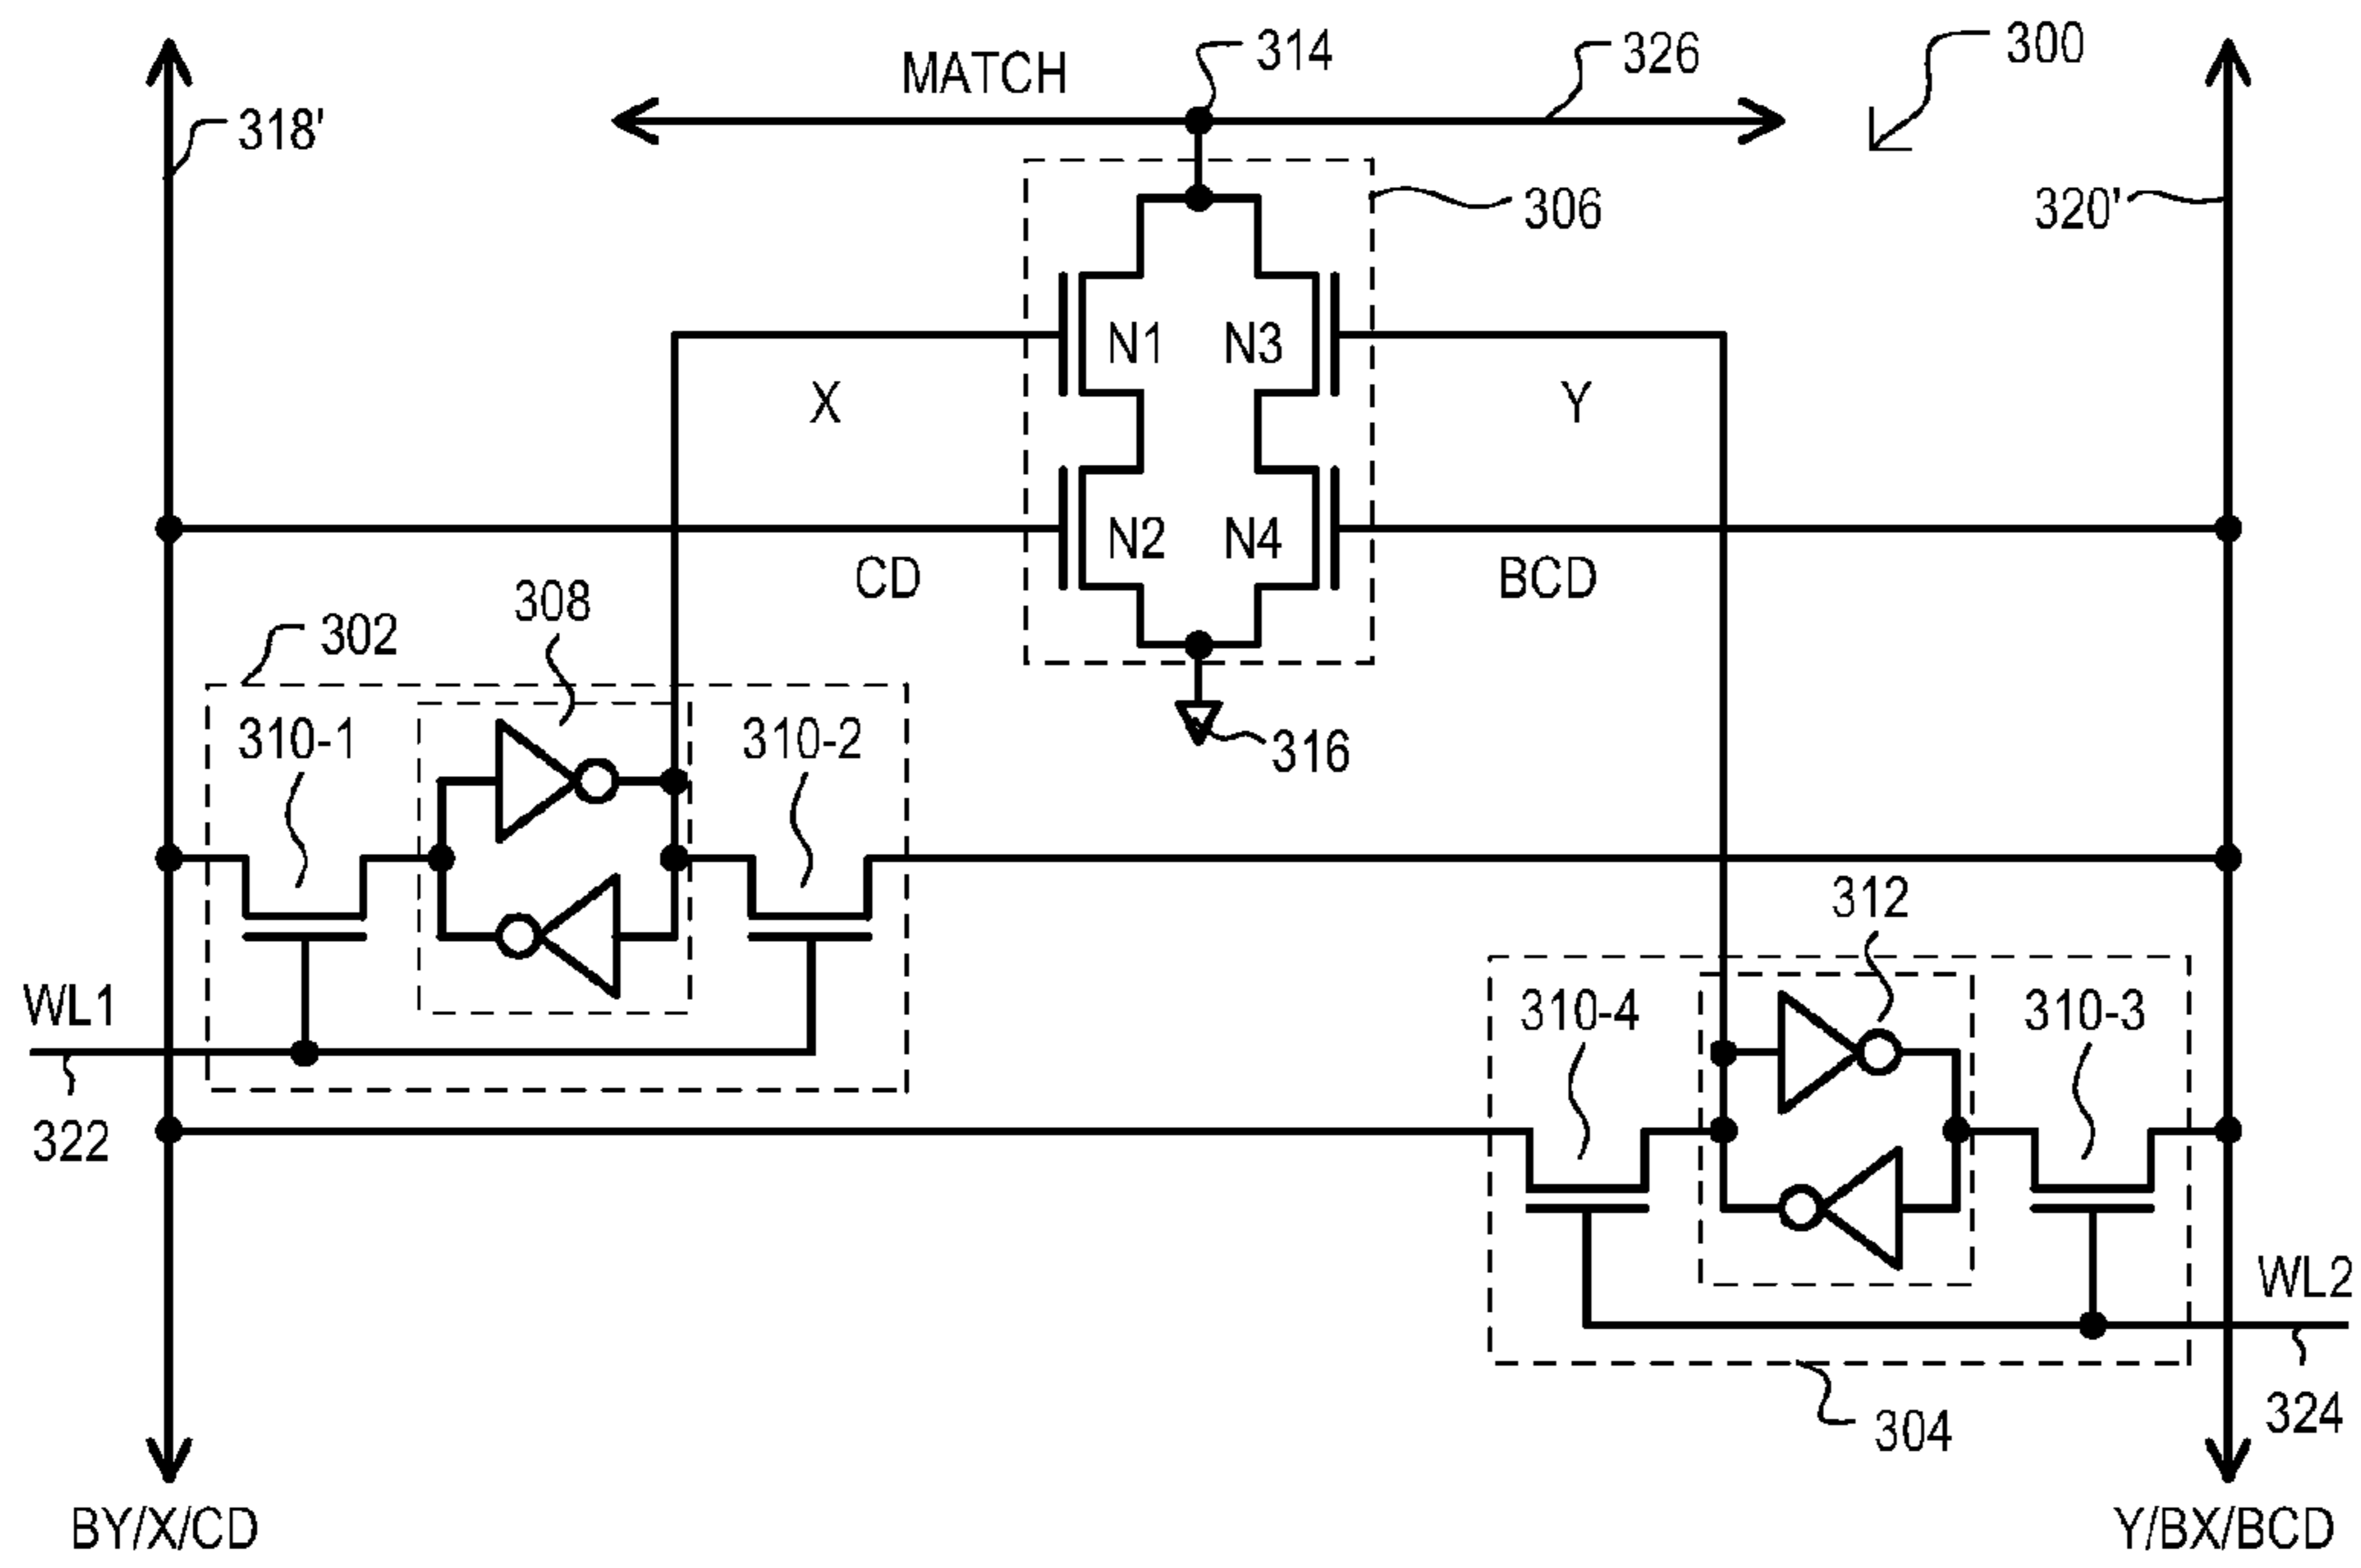 MATCH
314
326
300
318'
306
320'
N1
N3
X
Y
N2
N4
CD
BCD
308
302
310-1
310-2
316
312
WL1
310-4
310-3
322
WL2
324
304
BY/X/CD
Y/BX/BCD